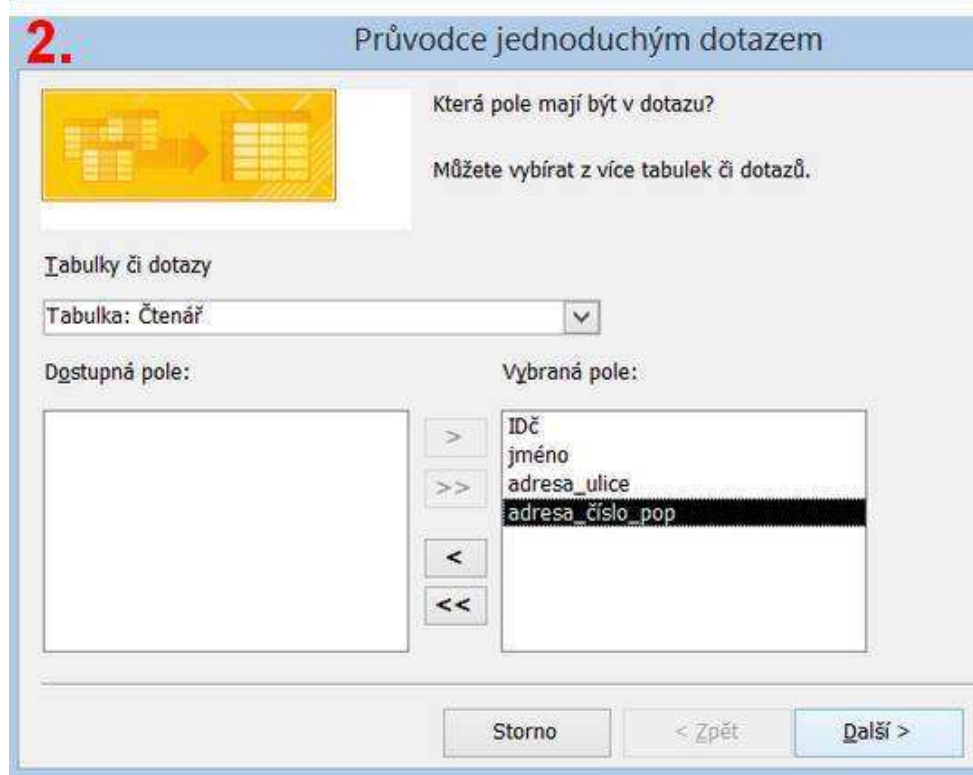 2.
Průvodce jednoduchým dotazem
Která pole mají být v dotazu?
Můžete vybírat z více tabulek či dotazů.
Tabulky či dotazy
Tabulka: Čtenář
Dostupná pole:
Vybraná pole:
>
>>
<
<<
IDč
jméno
adresa_ulice
adresa_číslo_pop
Storno
< Zpět
Další >